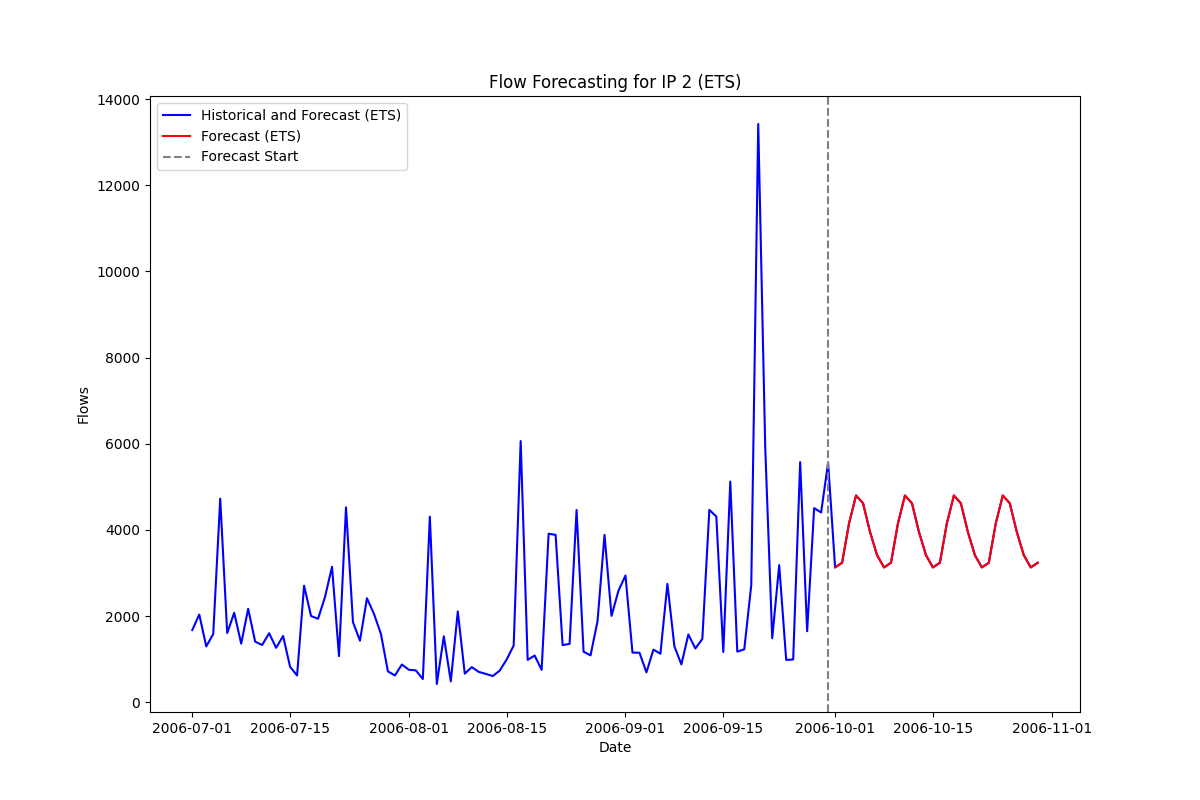 Flow Forecasting for IP 2 (ETS)
14000
12000
10000
8000
6000
4000
2000
0
Flows
Historical and Forecast (ETS)
Forecast (ETS)
Forecast Start
2006-07-01 2006-07-15 2006-08-01 2006-08-15 2006-09-01 2006-09-15 2006-10-01 2006-10-15 2006-11-01
Date